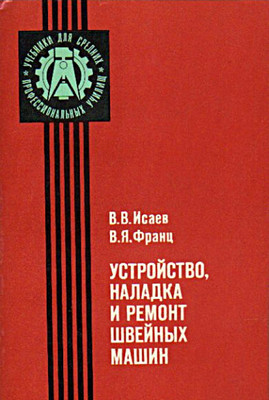 УЧЕБНИКИ ДЛЯ СРЕДНИХ
ПРОФЕССИОНАЛЬНЫХ УЧИЛИЩ
В.В.Исаев
В.Я.Франц
УСТРОЙСТВО,
НАЛАДКА
И РЕМОНТ
ШВЕЙНЫХ
МАШИН